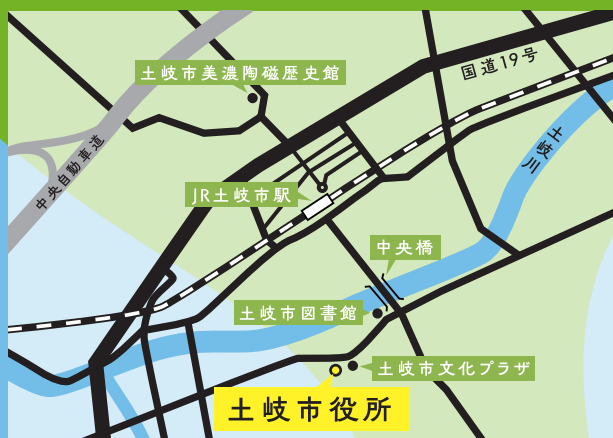 国道19号
土岐市美濃陶磁歴史館
中央自動車道
土岐川
JR土岐市駅
中央橋
土岐市図書館
土岐市文化プラザ
土岐市役所